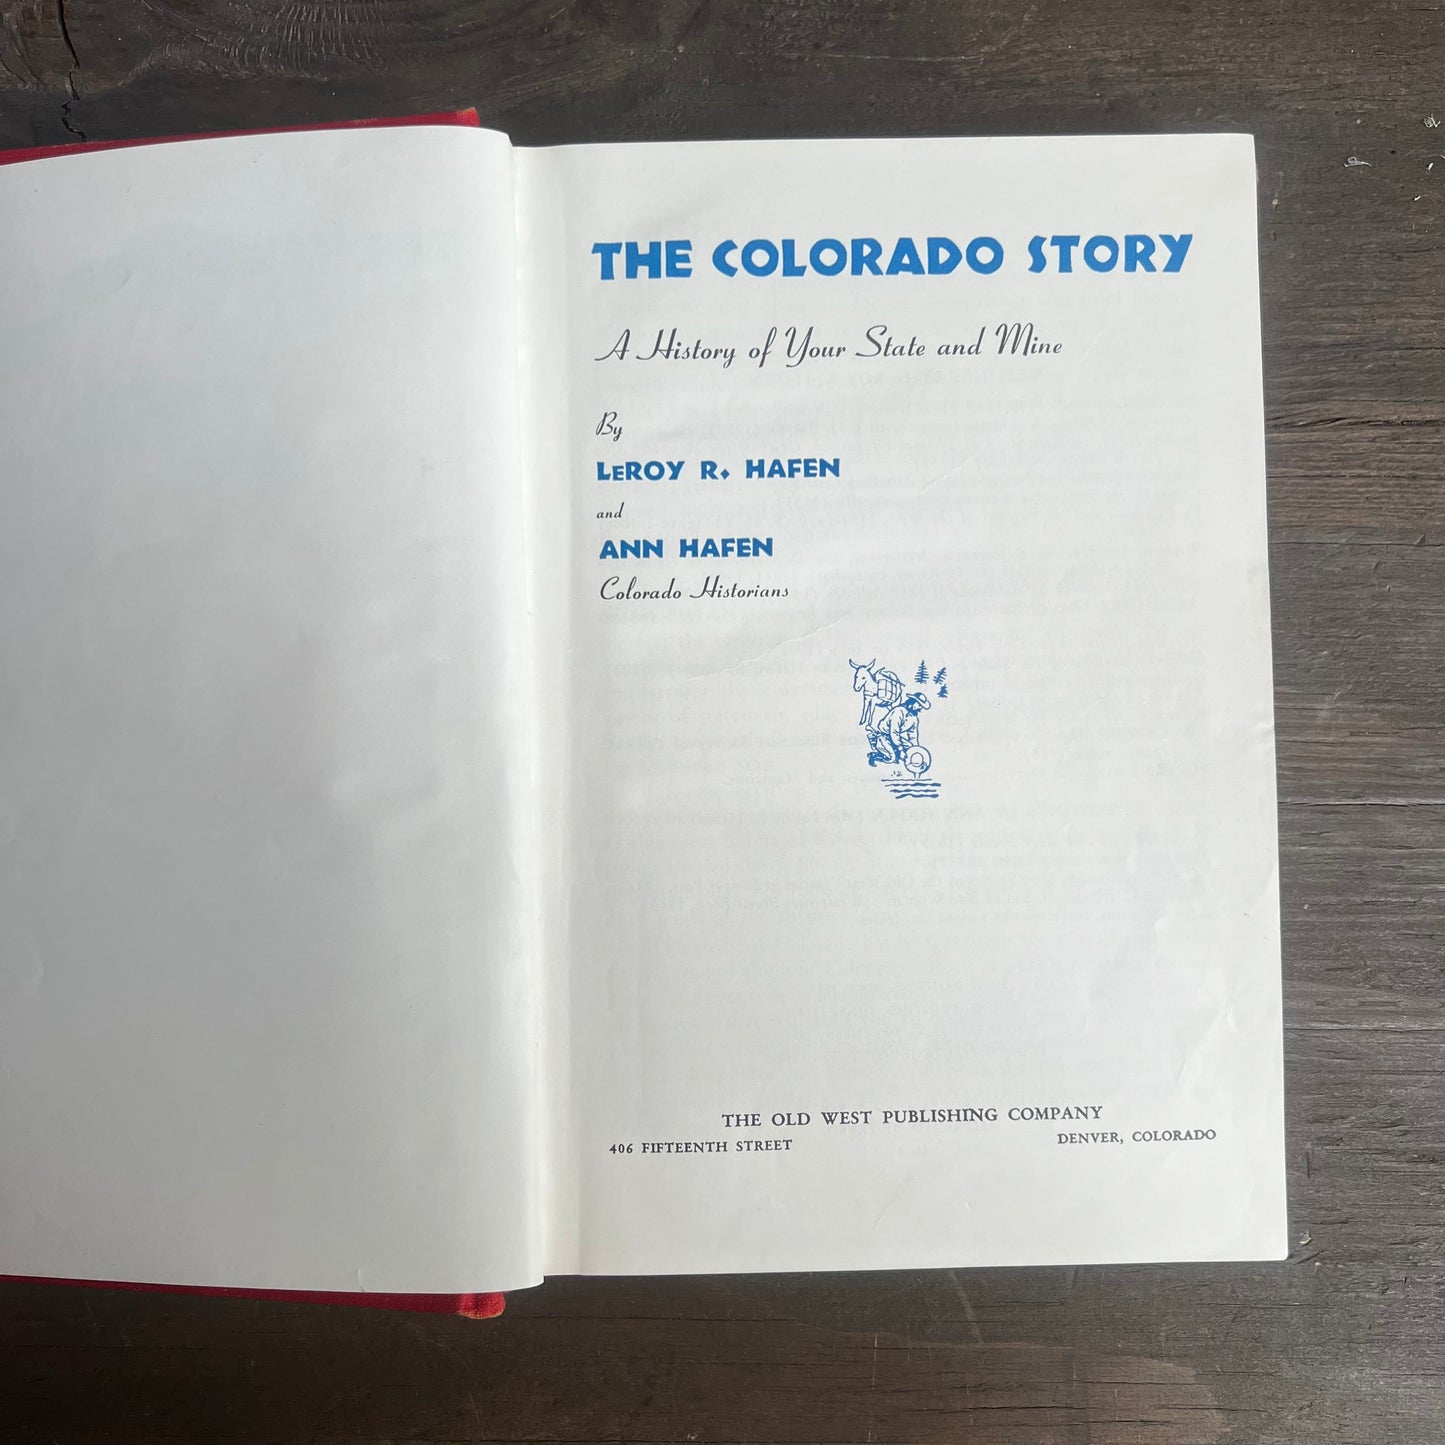 THE COLORADO STORY
A History of Your State and Mine
By
LeROY R. HAFEN
and
ANN HAFEN
Colorado Historians
THE OLD WEST PUBLISHING COMPANY
406 FIFTEENTH STREET DENVER, COLORADO